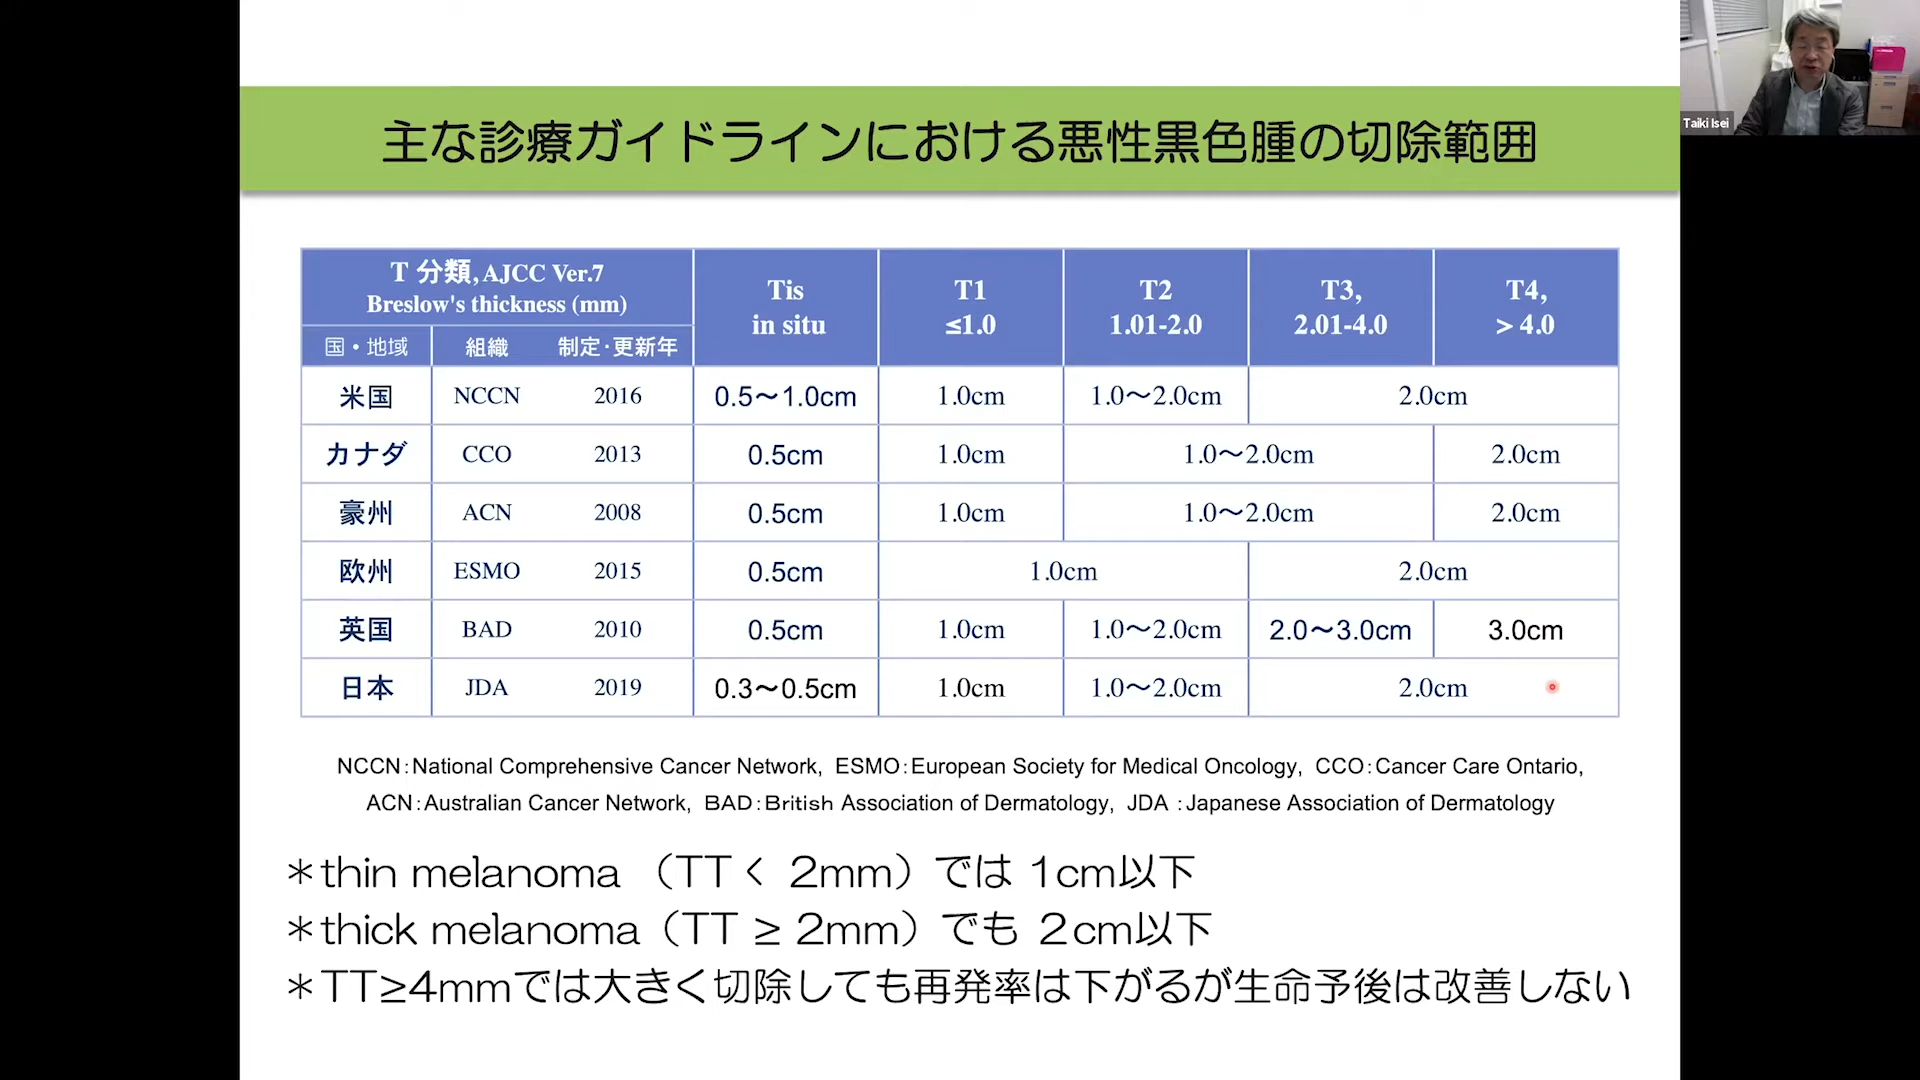 Taiki Isei
主な診療ガイドラインにおける悪性黒色腫の切除範囲
T 分類, AJCC Ver.7
Breslow's thickness (mm)
国・地域 組織 制定･更新年
Tis
in situ
T1
≤1.0
T2
1.01-2.0
T3,
2.01-4.0
T4,
> 4.0
米国 NCCN 2016 0.5〜1.0cm 1.0cm 1.0〜2.0cm 2.0cm
カナダ CCO 2013 0.5cm 1.0cm 1.0〜2.0cm 2.0cm
豪州 ACN 2008 0.5cm 1.0cm 1.0〜2.0cm 2.0cm
欧州 ESMO 2015 0.5cm 1.0cm 2.0cm
英国 BAD 2010 0.5cm 1.0cm 1.0〜2.0cm 2.0〜3.0cm 3.0cm
日本 JDA 2019 0.3〜0.5cm 1.0cm 1.0〜2.0cm 2.0cm
NCCN：National Comprehensive Cancer Network, ESMO：European Society for Medical Oncology, CCO：Cancer Care Ontario,
ACN：Australian Cancer Network, BAD：British Association of Dermatology, JDA ：Japanese Association of Dermatology
＊thin melanoma （TT < 2mm）では 1cm以下
＊thick melanoma（TT ≥ 2mm）でも 2cm以下
＊TT≥4mmでは大きく切除しても再発率は下がるが生命予後は改善しない